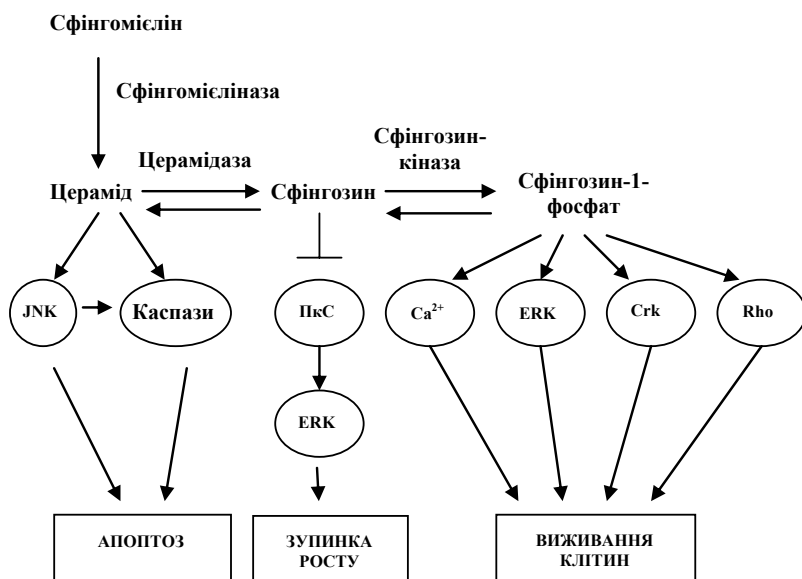 Сфінгомієлін
Сфінгомієліназа
Церамідаза
Сфінгозин-
кіназа
Церамід
Сфінгозин
Сфінгозин-1-
фосфат
JNK
Каспази
ПкС
Ca²⁺
ERK
Crk
Rho
ERK
АПОПТОЗ
ЗУПИНКА
РОСТУ
ВИЖИВАННЯ
КЛІТИН